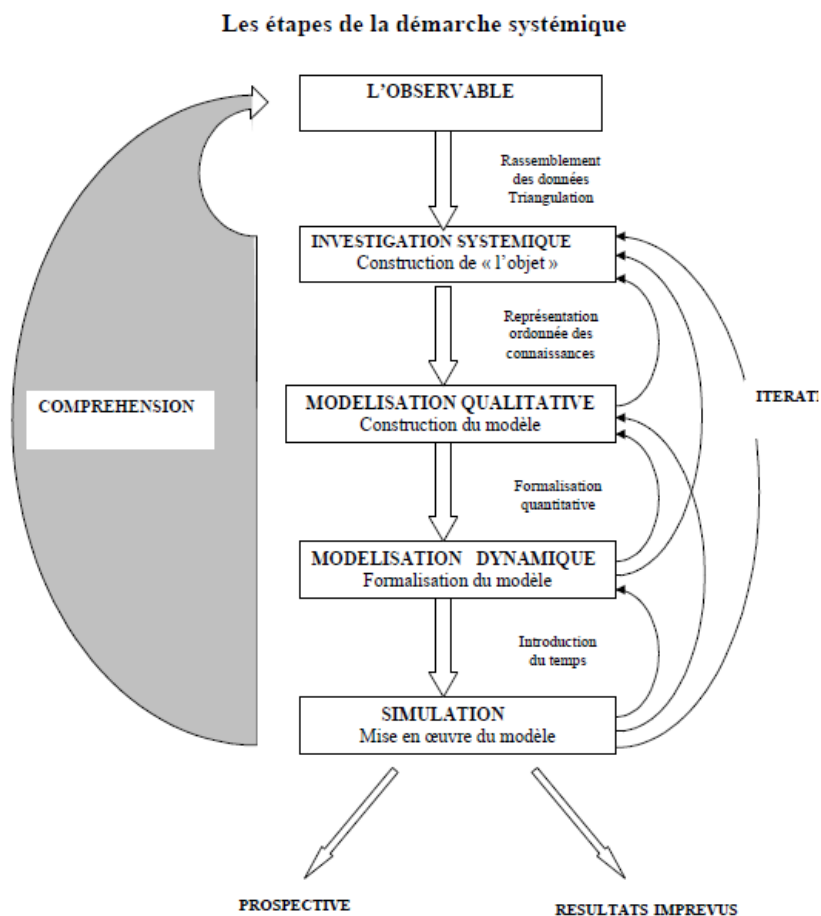 Les étapes de la démarche systémique
L'OBSERVABLE
Rassemblement
des données
Triangulation
INVESTIGATION SYSTEMIQUE
Construction de « l'objet »
Représentation
ordonnée des
connaissances
COMPREHENSION
ITERATI
MODELISATION QUALITATIVE
Construction du modèle
Formalisation
quantitative
MODELISATION DYNAMIQUE
Formalisation du modèle
Introduction
du temps
SIMULATION
Mise en œuvre du modèle
PROSPECTIVE
RESULTATS IMPREVUS